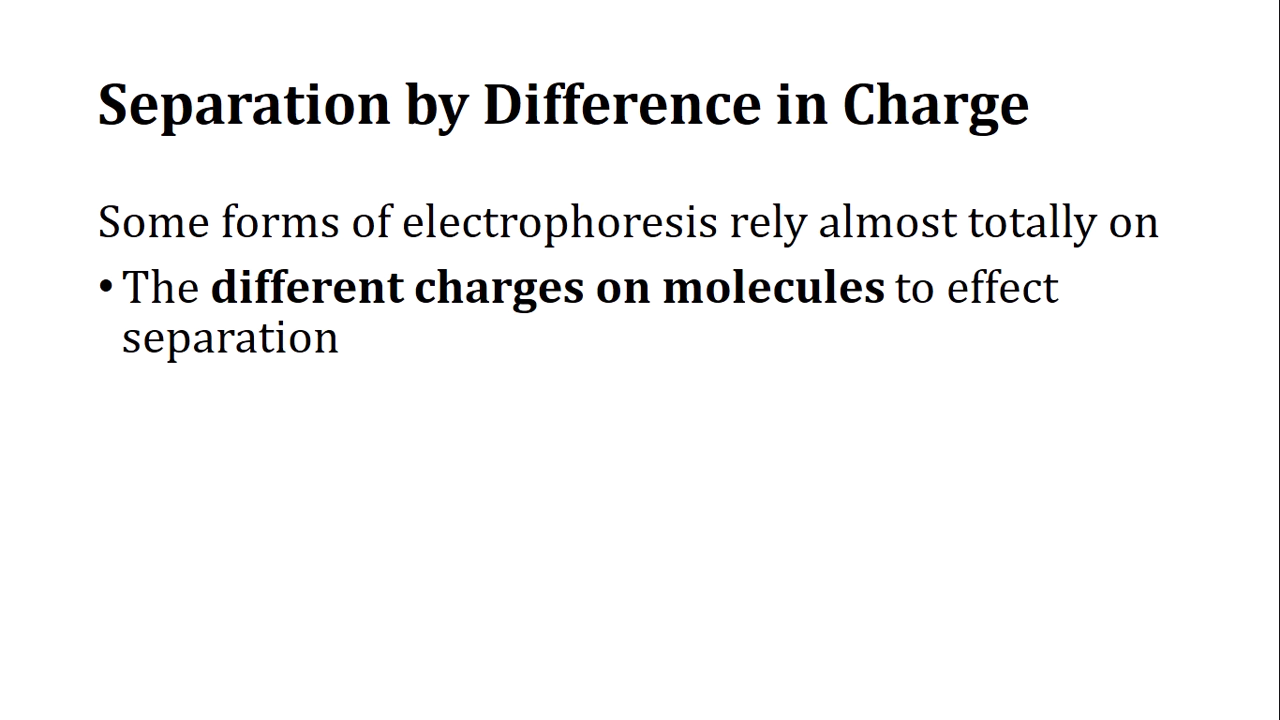 Separation by Difference in Charge
Some forms of electrophoresis rely almost totally on
• The different charges on molecules to effect
separation